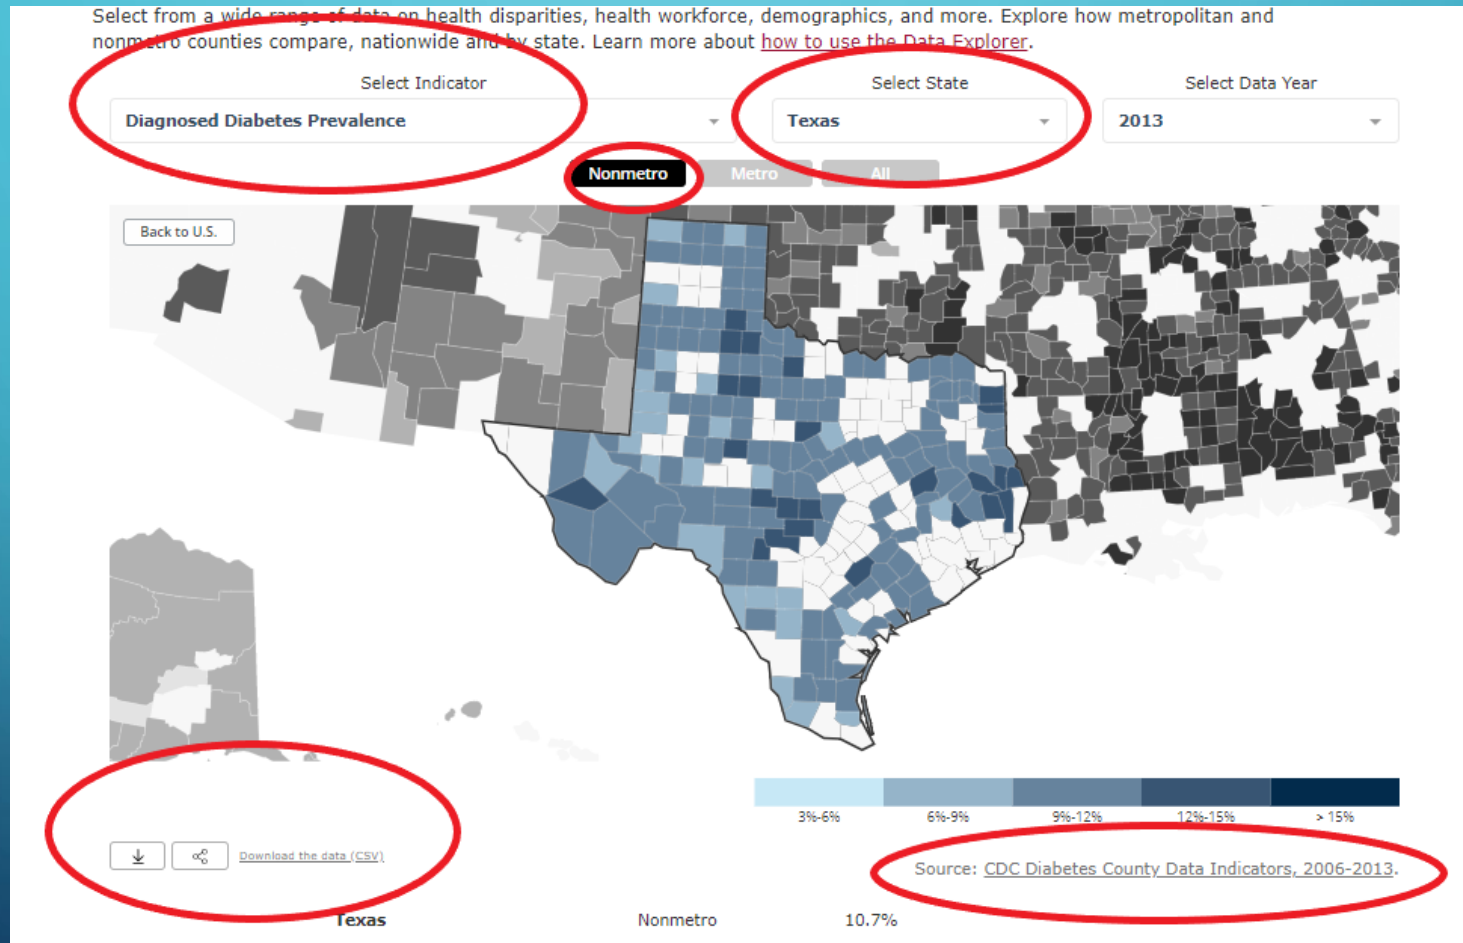 Select from a wide range of data on health disparities, health workforce, demographics, and more. Explore how metropolitan and
nonmetro counties compare, nationwide and by state. Learn more about how to use the Data Explorer.
Select Indicator
Select State
Select Data Year
Diagnosed Diabetes Prevalence
Texas
2013
Nonmetro
Metro
All
Back to U.S.
3%-6%
6%-9%
9%-12%
12%-15%
> 15%
Download the data (CSV)
Source: CDC Diabetes County Data Indicators, 2006-2013.
Texas Nonmetro 10.7%